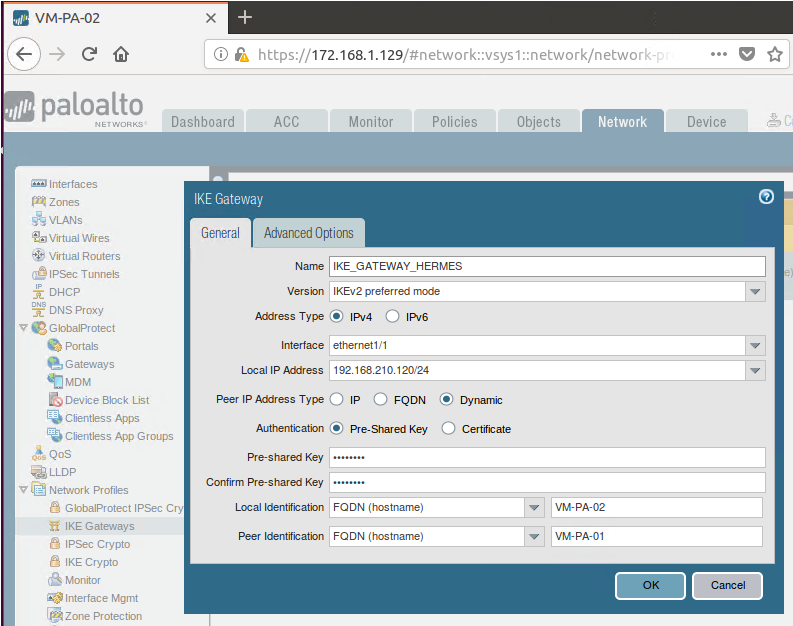 VM-PA-02
https://172.168.1.129/#network::vsys1::network/network-pr
paloalto
NETWORKS
Dashboard ACC Monitor Policies Objects Network Device
Interfaces
Zones
VLANs
Virtual Wires
Virtual Routers
IPSec Tunnels
DHCP
DNS Proxy
GlobalProtect
Portals
Gateways
MDM
Device Block List
Clientless Apps
Clientless App Groups
QoS
LLDP
Network Profiles
GlobalProtect IPSec Cry
IKE Gateways
IPSec Crypto
IKE Crypto
Monitor
Interface Mgmt
Zone Protection
IKE Gateway
General Advanced Options
Name IKE_GATEWAY_HERMES
Version IKEv2 preferred mode
Address Type IPv4 IPv6
Interface ethernet1/1
Local IP Address 192.168.210.120/24
Peer IP Address Type IP FQDN Dynamic
Authentication Pre-Shared Key Certificate
Pre-shared Key ••••••••
Confirm Pre-shared Key ••••••••
Local Identification FQDN (hostname) VM-PA-02
Peer Identification FQDN (hostname) VM-PA-01
OK Cancel